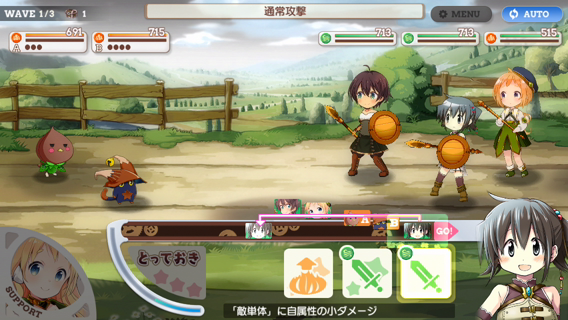 WAVE 1/3 1
通常攻撃
MENU
AUTO
691
A
715
B
713
713
515
A
B
GO!
とっておき
SUPPORT
「敵単体」に自属性の小ダメージ